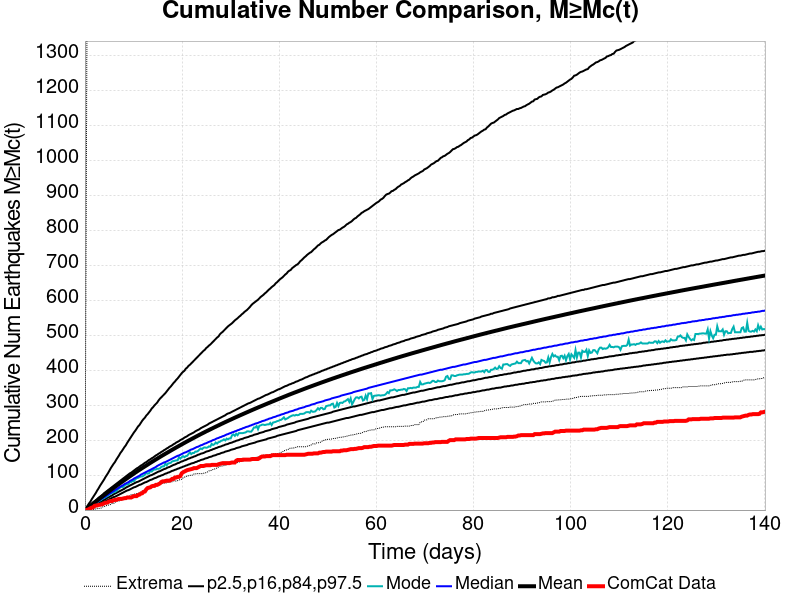 Cumulative Number Comparison, M≥Mc(t)
Cumulative Num Earthquakes M≥Mc(t)
1300
1200
1100
1000
900
800
700
600
500
400
300
200
100
0
0 20 40 60 80 100 120 140
Time (days)
Extrema p2.5,p16,p84,p97.5 Mode Median Mean ComCat Data